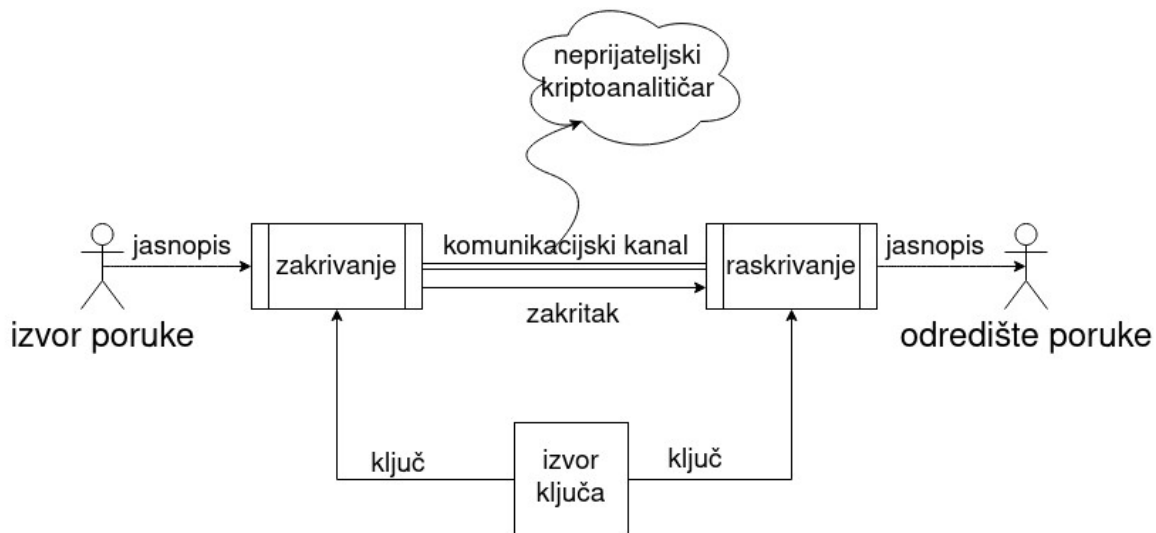 neprijateljski
kriptoanalitičar
jasnopis
zakrivanje
komunikacijski kanal
zakritak
raskrivanje
jasnopis
izvor poruke
odredište poruke
ključ
izvor
ključa
ključ